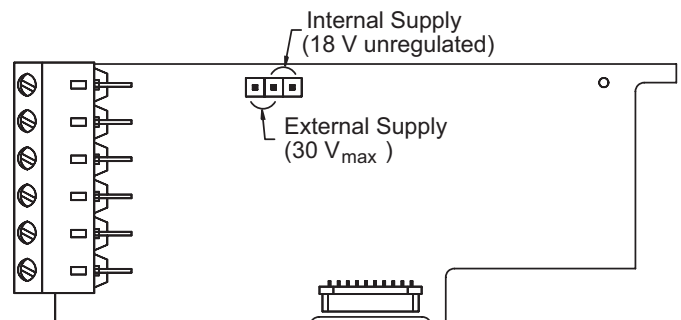 Internal Supply
(18 V unregulated)
External Supply
(30 Vmax )